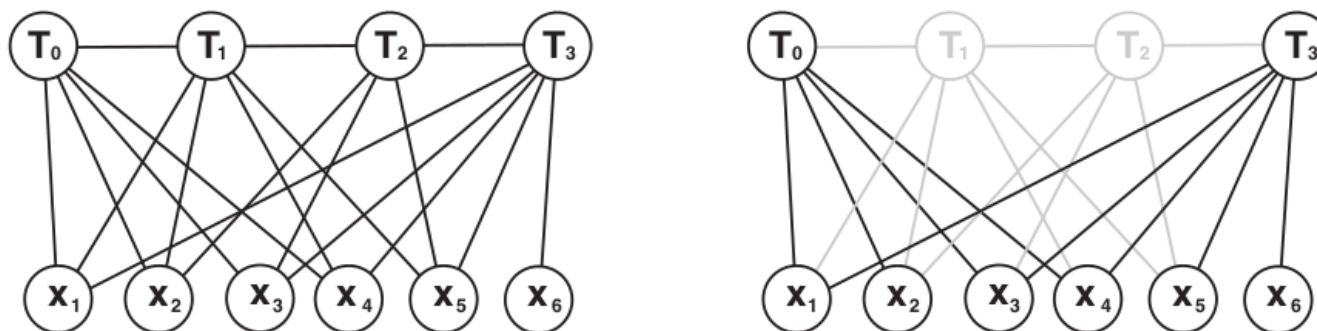 T₀ T₁ T₂ T₃ T₀ T₁ T₂ T₃
x₁ x₂ x₃ x₄ x₅ x₆ x₁ x₂ x₃ x₄ x₅ x₆